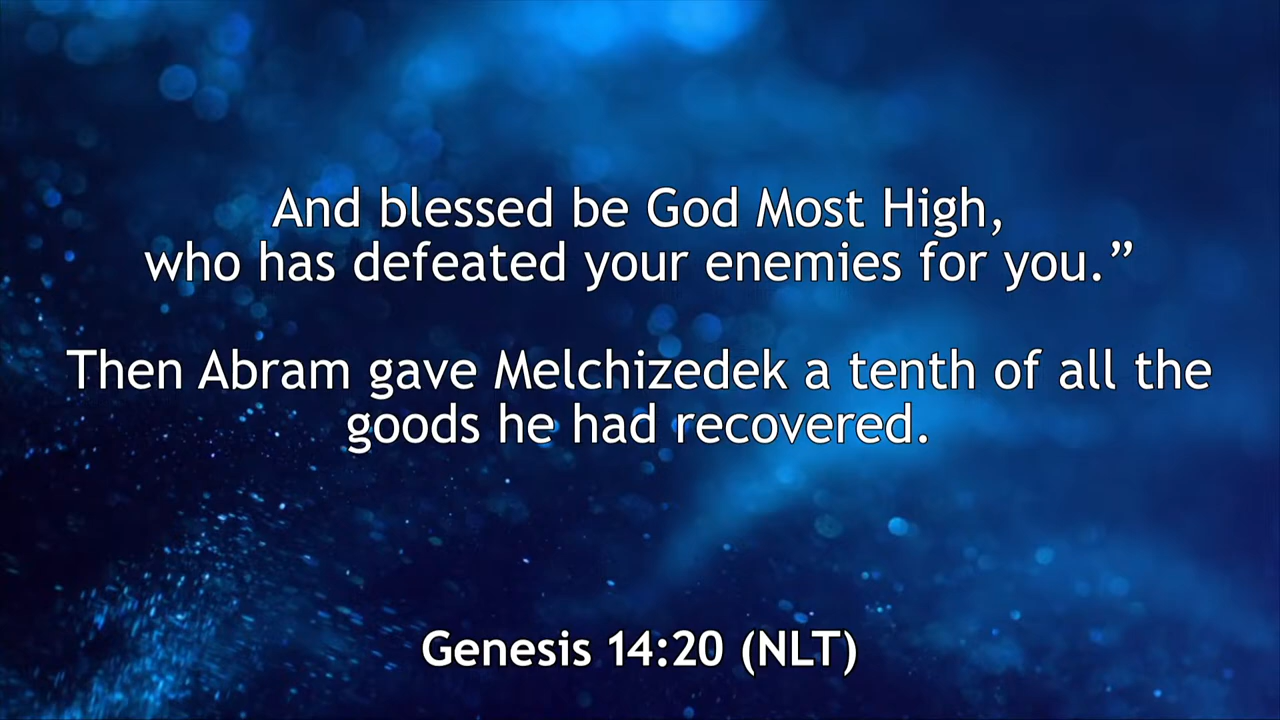 And blessed be God Most High,
who has defeated your enemies for you.”
Then Abram gave Melchizedek a tenth of all the
goods he had recovered.
Genesis 14:20 (NLT)